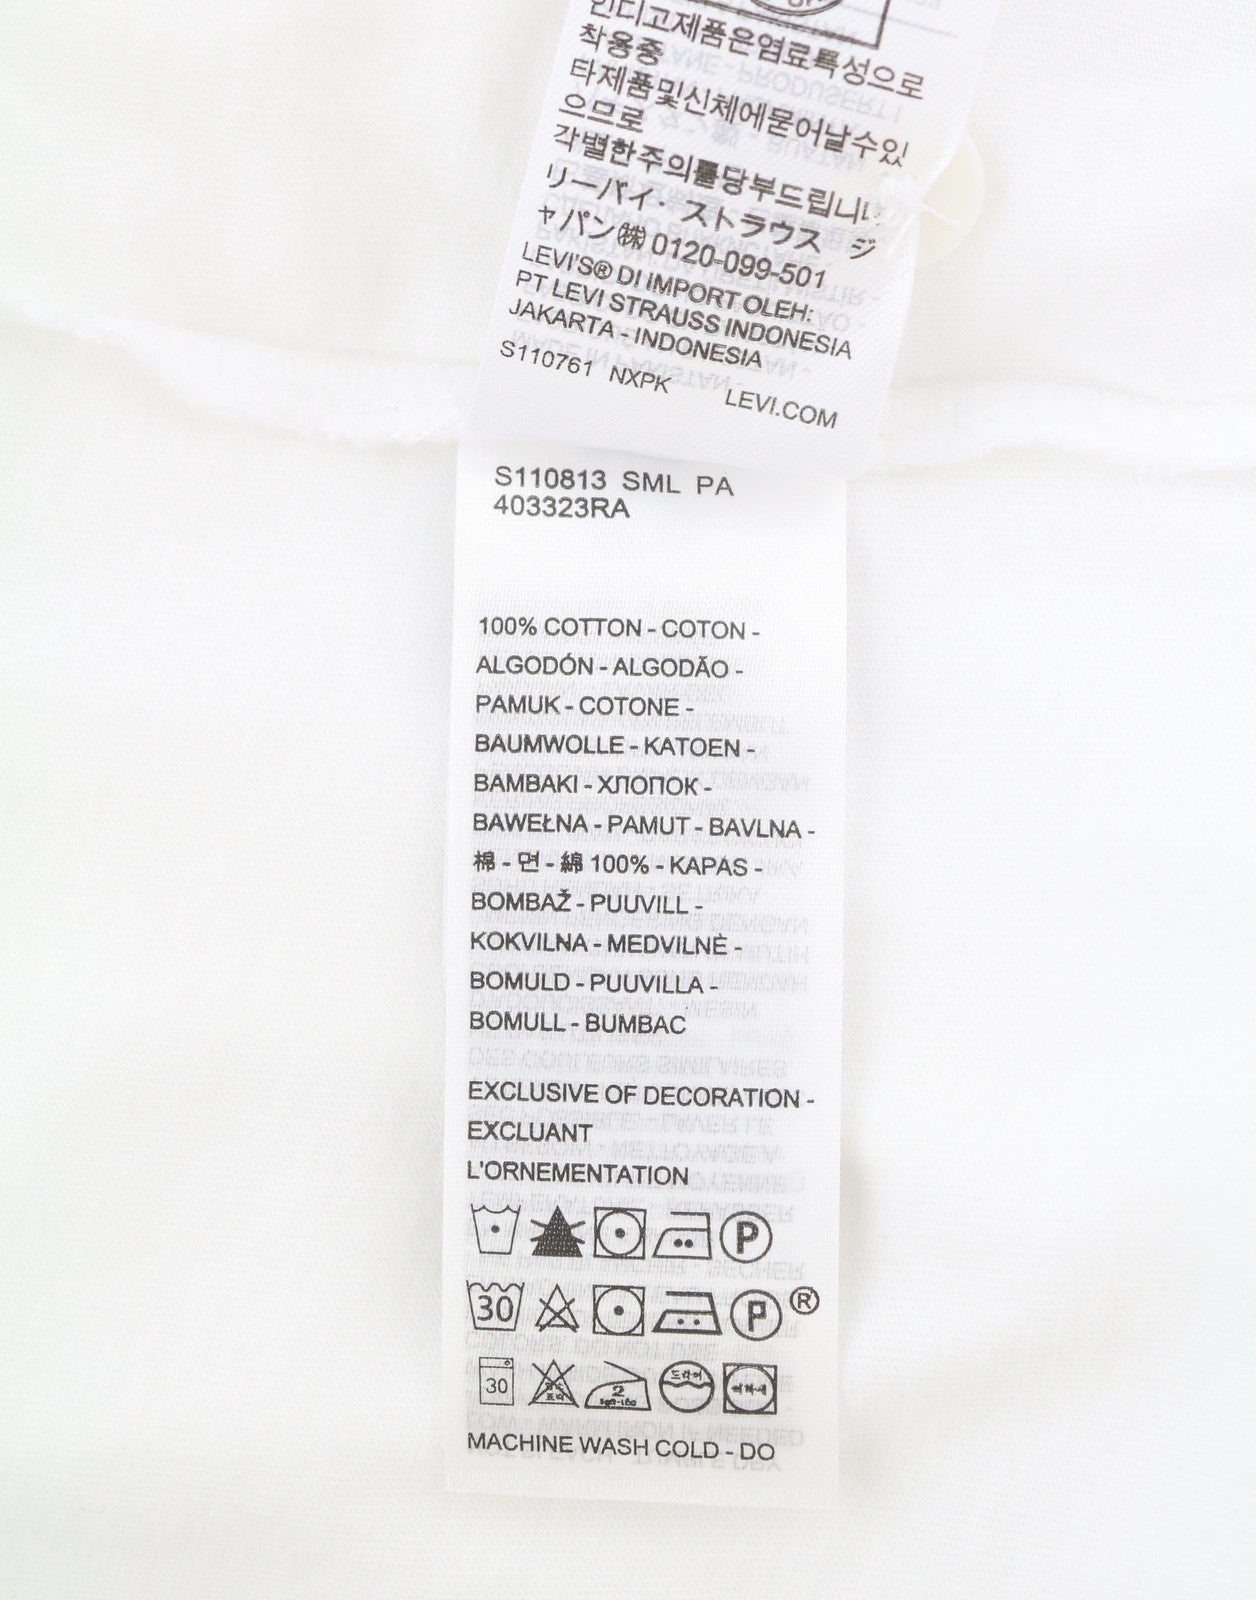 인디고제품은염료특성으로
착용중
타제품및신체에묻어날수있
으므로
각별한주의를당부드립니다
リーバイ・ストラウス ジ
ャパン㈱ 0120-099-501
LEVI'S® DI IMPORT OLEH:
PT LEVI STRAUSS INDONESIA
JAKARTA - INDONESIA
S110761 NXPK LEVI.COM
S110813 SML PA
403323RA
100% COTTON - COTON -
ALGODÓN - ALGODÃO -
PAMUK - COTONE -
BAUMWOLLE - KATOEN -
BAMBAKI - ХЛОПОК -
BAWEŁNA - PAMUT - BAVLNA -
棉 - 면 - 綿 100% - KAPAS -
BOMBAŽ - PUUVILL -
KOKVILNA - MEDVILNĖ -
BOMULD - PUUVILLA -
BOMULL - BUMBAC
EXCLUSIVE OF DECORATION -
EXCLUANT
L'ORNEMENTATION
P
30 P ®
30 2 드라이
MACHINE WASH COLD - DO